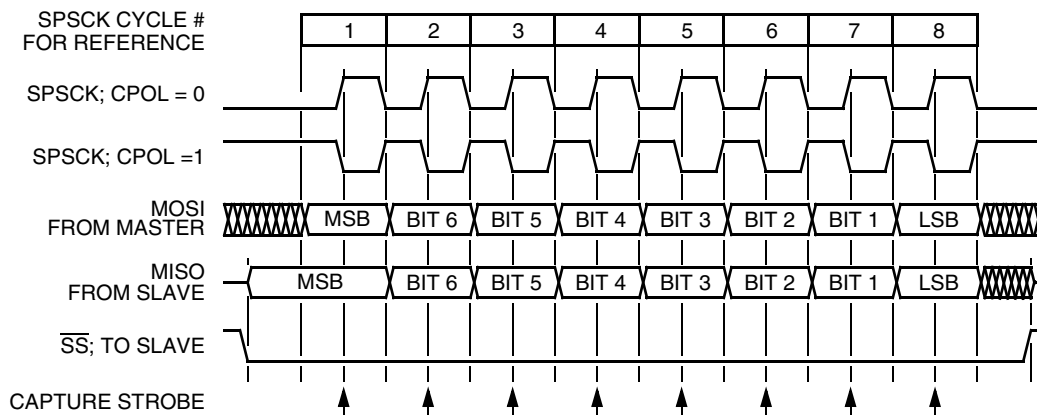 SPSCK CYCLE #
FOR REFERENCE
1 2 3 4 5 6 7 8
SPSCK; CPOL = 0
SPSCK; CPOL =1
MOSI
FROM MASTER
MSB BIT 6 BIT 5 BIT 4 BIT 3 BIT 2 BIT 1 LSB
MISO
FROM SLAVE
MSB BIT 6 BIT 5 BIT 4 BIT 3 BIT 2 BIT 1 LSB
SS; TO SLAVE
CAPTURE STROBE